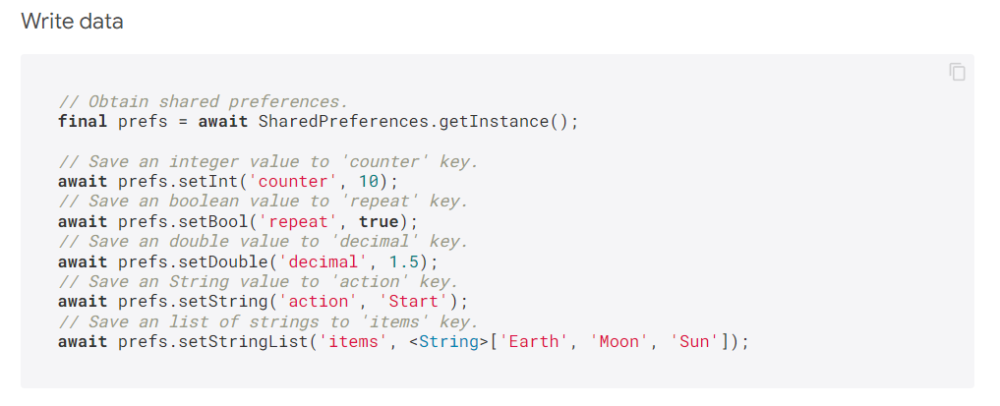 Write data
// Obtain shared preferences.
final prefs = await SharedPreferences.getInstance();
// Save an integer value to 'counter' key.
await prefs.setInt('counter', 10);
// Save an boolean value to 'repeat' key.
await prefs.setBool('repeat', true);
// Save an double value to 'decimal' key.
await prefs.setDouble('decimal', 1.5);
// Save an String value to 'action' key.
await prefs.setString('action', 'Start');
// Save an list of strings to 'items' key.
await prefs.setStringList('items', <String>['Earth', 'Moon', 'Sun']);